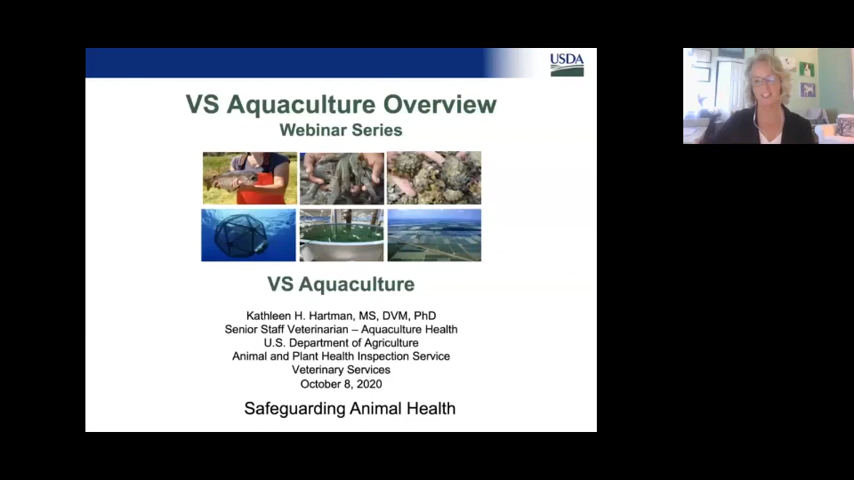 USDA
VS Aquaculture Overview
Webinar Series
VS Aquaculture
Kathleen H. Hartman, MS, DVM, PhD
Senior Staff Veterinarian – Aquaculture Health
U.S. Department of Agriculture
Animal and Plant Health Inspection Service
Veterinary Services
October 8, 2020
Safeguarding Animal Health